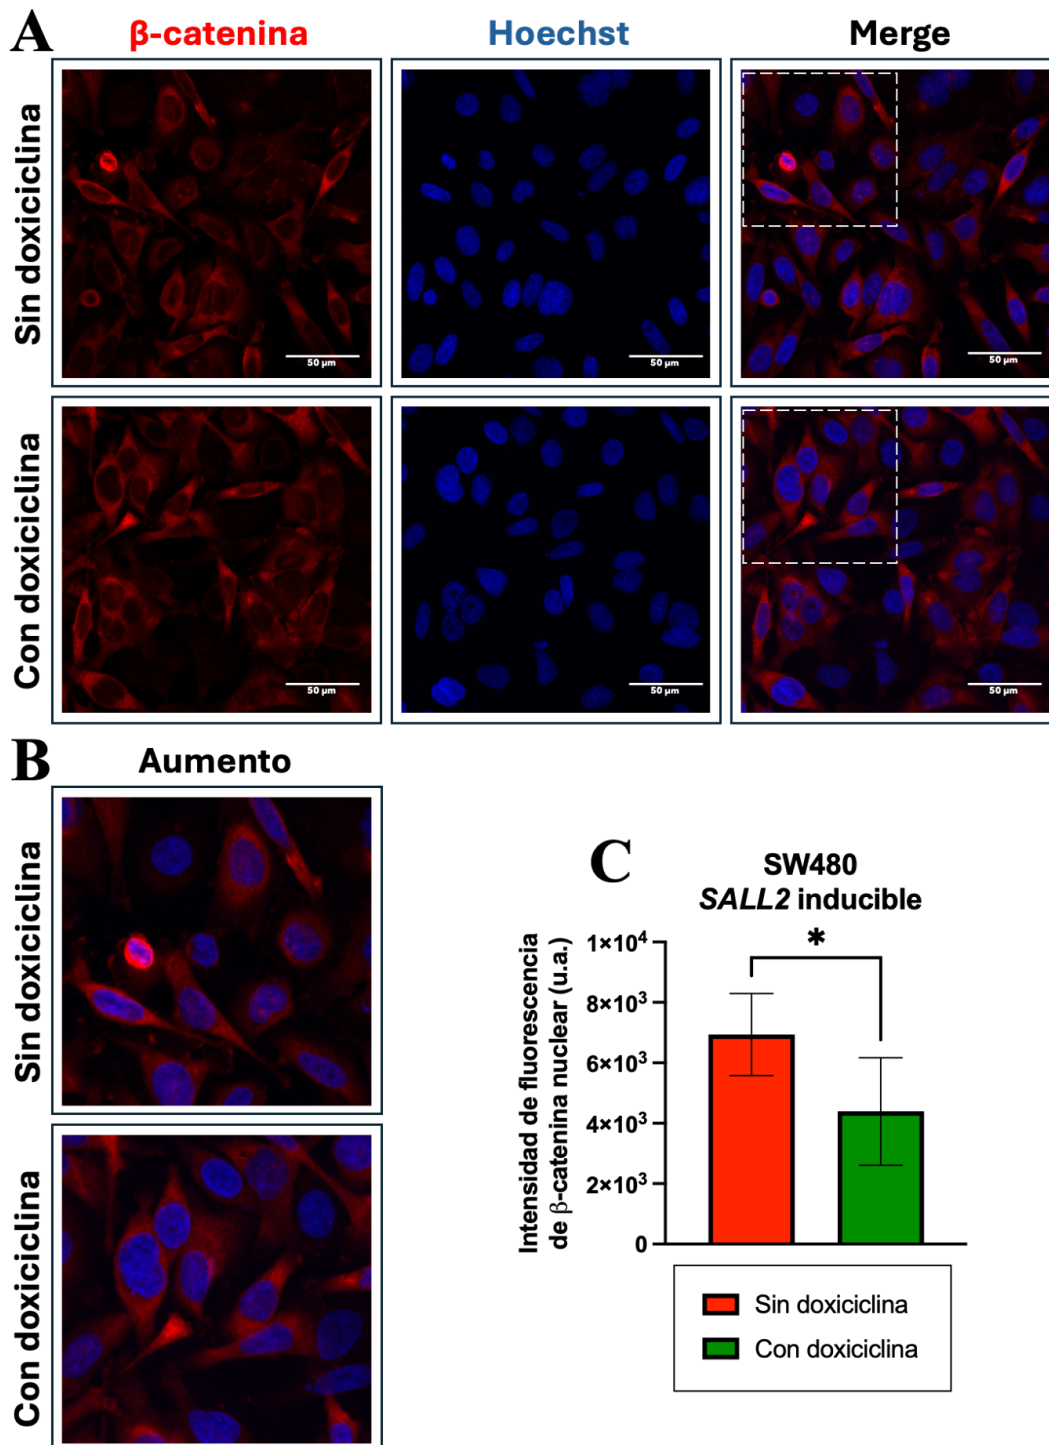 A
β-catenina
Hoechst
Merge
Sin doxiciclina
50 µm
50 µm
50 µm
Con doxiciclina
50 µm
50 µm
50 µm
B
Aumento
Sin doxiciclina
Con doxiciclina
C
SW480
SALL2 inducible
Intensidad de fluorescencia
de β-catenina nuclear (u.a.)
1×10⁴
8×10³
6×10³
4×10³
2×10³
0
*
Sin doxiciclina
Con doxiciclina